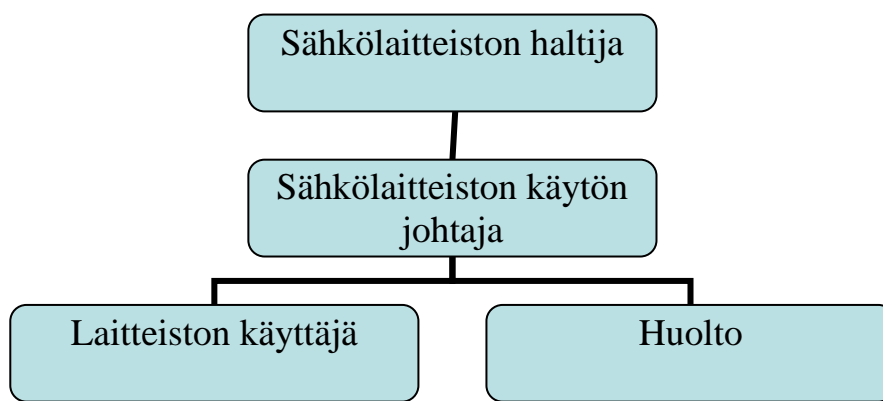 Sähkölaitteiston haltija
Sähkölaitteiston käytön
johtaja
Laitteiston käyttäjä
Huolto